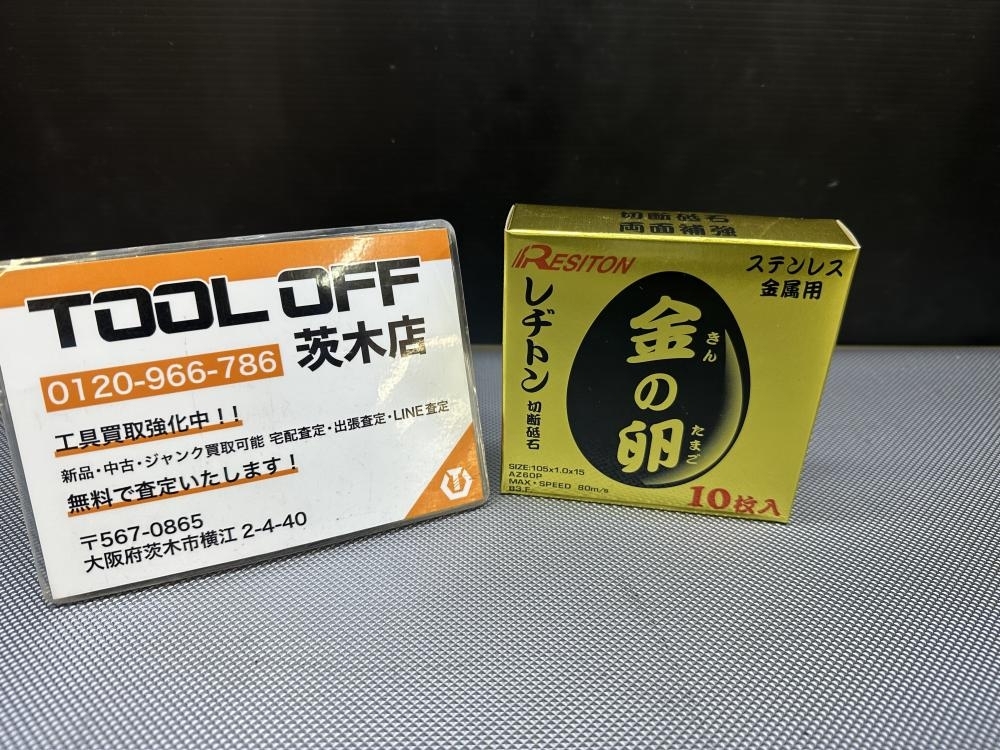 TOOL OFF
茨木店
0120-966-786
工具買取強化中！！
新品・中古・ジャンク買取可能 宅配査定・出張査定・LINE査定
無料で査定いたします！
〒567-0865
大阪府茨木市横江 2-4-40
切断砥石
両面補強
RESITON
ステンレス
金属用
レヂトン 切断砥石
金の卵
きん
たまご
SIZE:105x1.0x15
AZ60P
MAX・SPEED 80m/s
B3.F.
10枚入